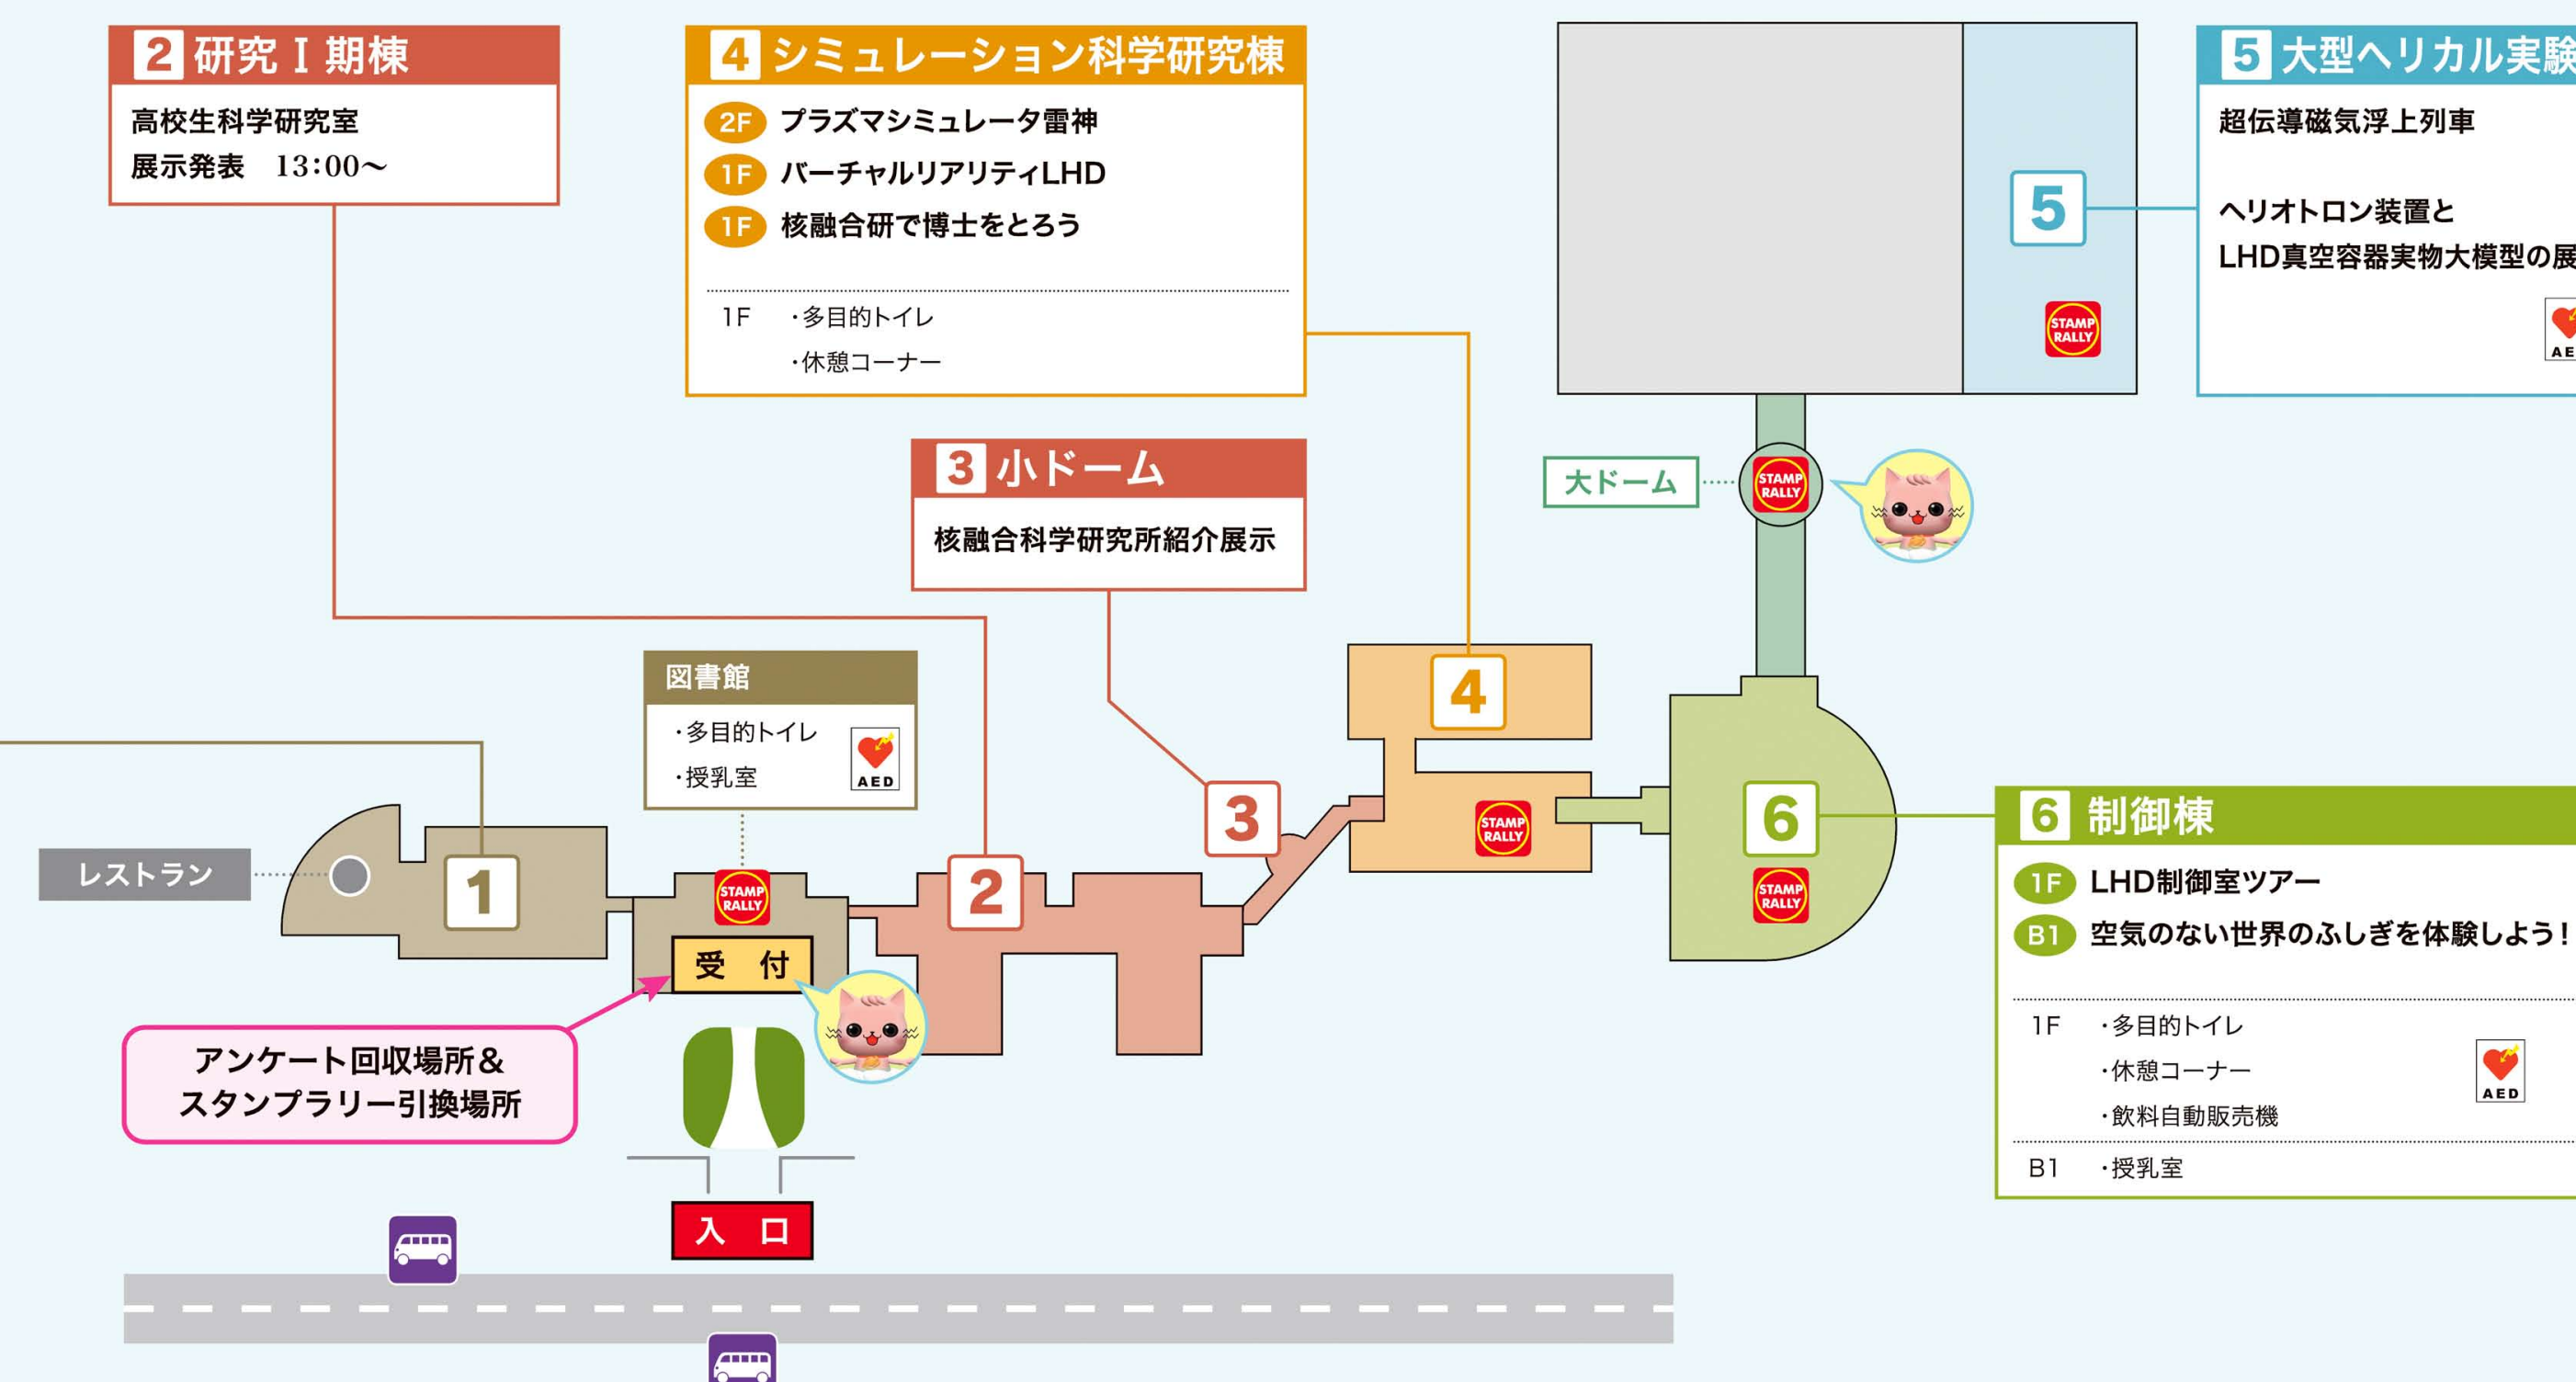 2 研究Ⅰ期棟
高校生科学研究室
展示発表　13:00〜
4 シミュレーション科学研究棟
2F プラズマシミュレータ雷神
1F バーチャルリアリティLHD
1F 核融合研で博士をとろう
1F ・多目的トイレ
・休憩コーナー
5 大型ヘリカル実験
超伝導磁気浮上列車
ヘリオトロン装置と
LHD真空容器実物大模型の展
AE
5
STAMP
RALLY
3 小ドーム
核融合科学研究所紹介展示
大ドーム
STAMP
RALLY
図書館
・多目的トイレ
・授乳室
AED
4
3
STAMP
RALLY
6
STAMP
RALLY
レストラン
1
STAMP
RALLY
2
受　付
アンケート回収場所＆
スタンプラリー引換場所
入　口
6 制御棟
1F LHD制御室ツアー
B1 空気のない世界のふしぎを体験しよう！
1F ・多目的トイレ
・休憩コーナー
・飲料自動販売機
AED
B1 ・授乳室